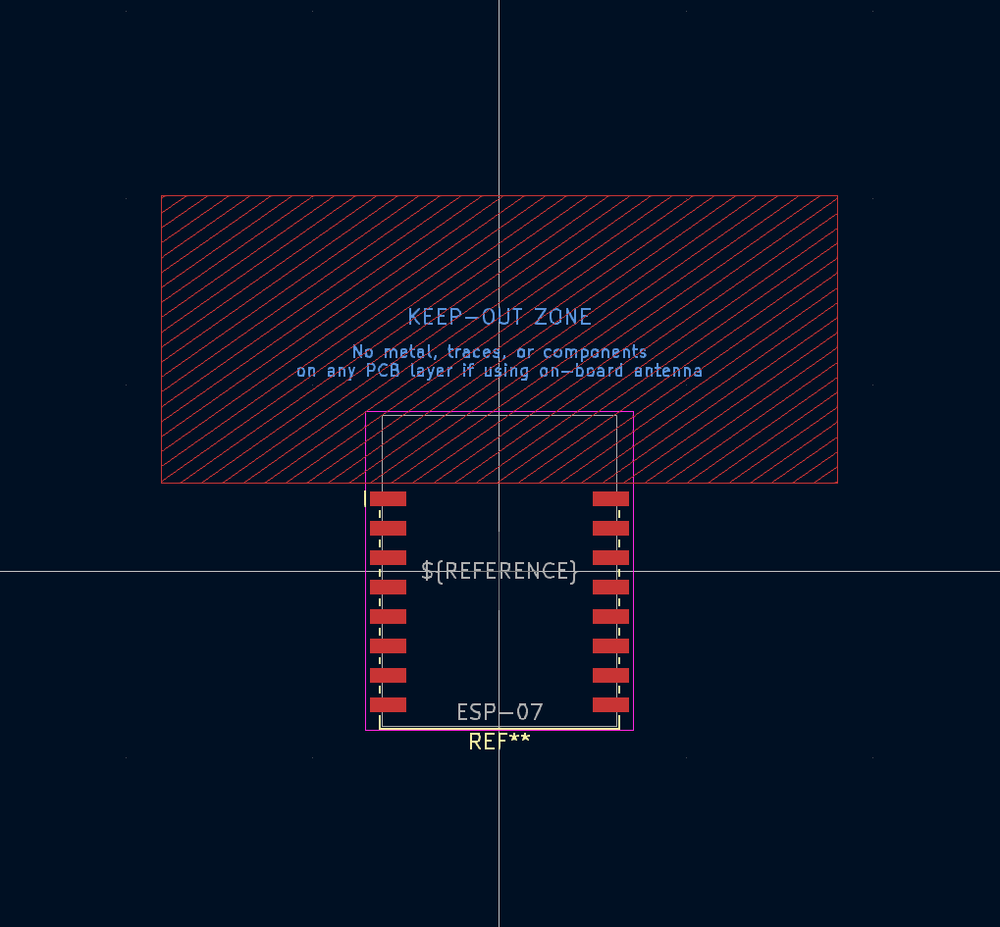 KEEP-OUT ZONE
No metal, traces, or components
on any PCB layer if using on-board antenna
${REFERENCE}
ESP-07
REF**